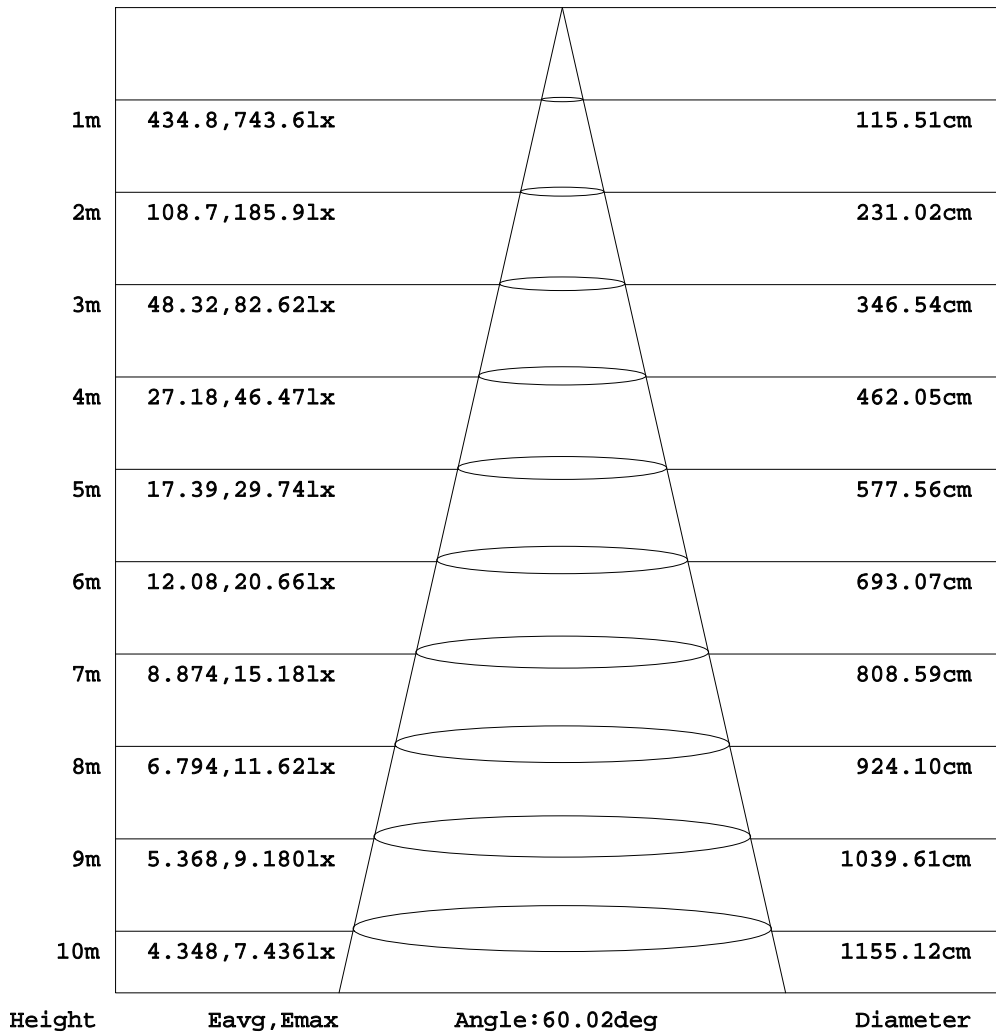 1m 434.8,743.6lx 115.51cm
2m 108.7,185.9lx 231.02cm
3m 48.32,82.62lx 346.54cm
4m 27.18,46.47lx 462.05cm
5m 17.39,29.74lx 577.56cm
6m 12.08,20.66lx 693.07cm
7m 8.874,15.18lx 808.59cm
8m 6.794,11.62lx 924.10cm
9m 5.368,9.180lx 1039.61cm
10m 4.348,7.436lx 1155.12cm
Height Eavg,Emax Angle:60.02deg Diameter